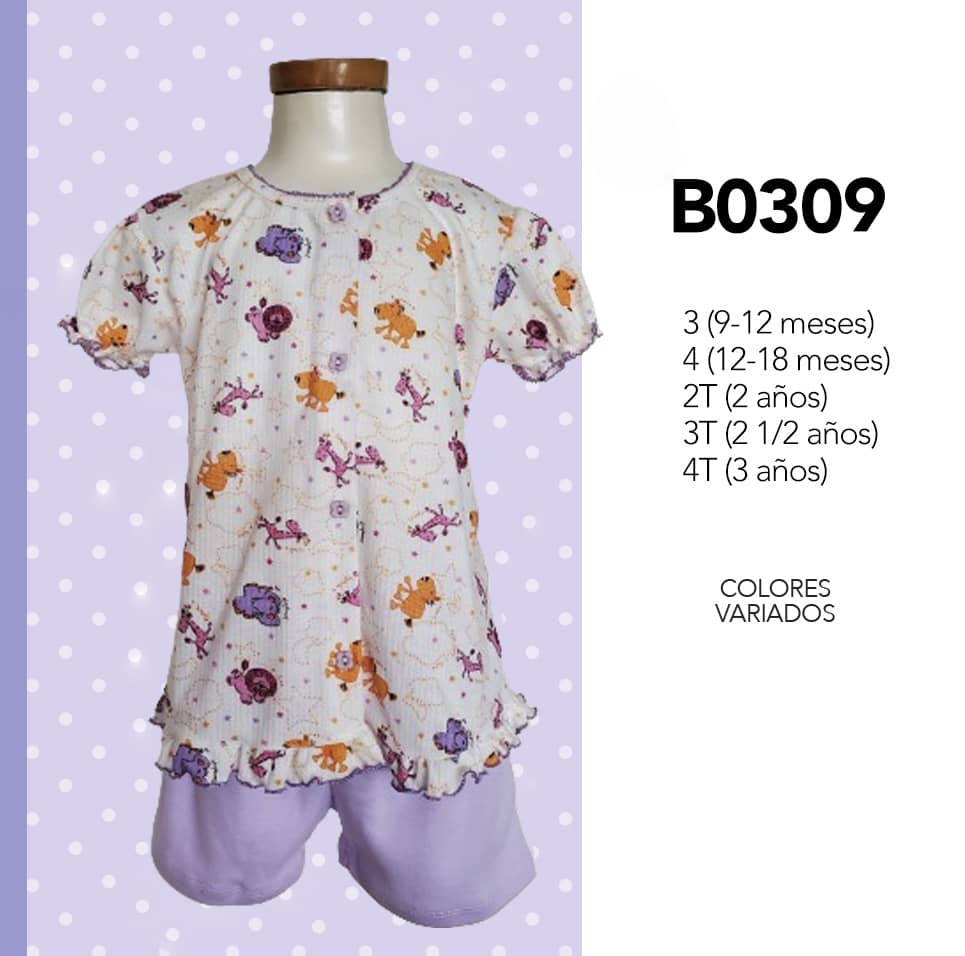 B0309
3 (9-12 meses)
4 (12-18 meses)
2T (2 años)
3T (2 1/2 años)
4T (3 años)
COLORES
VARIADOS